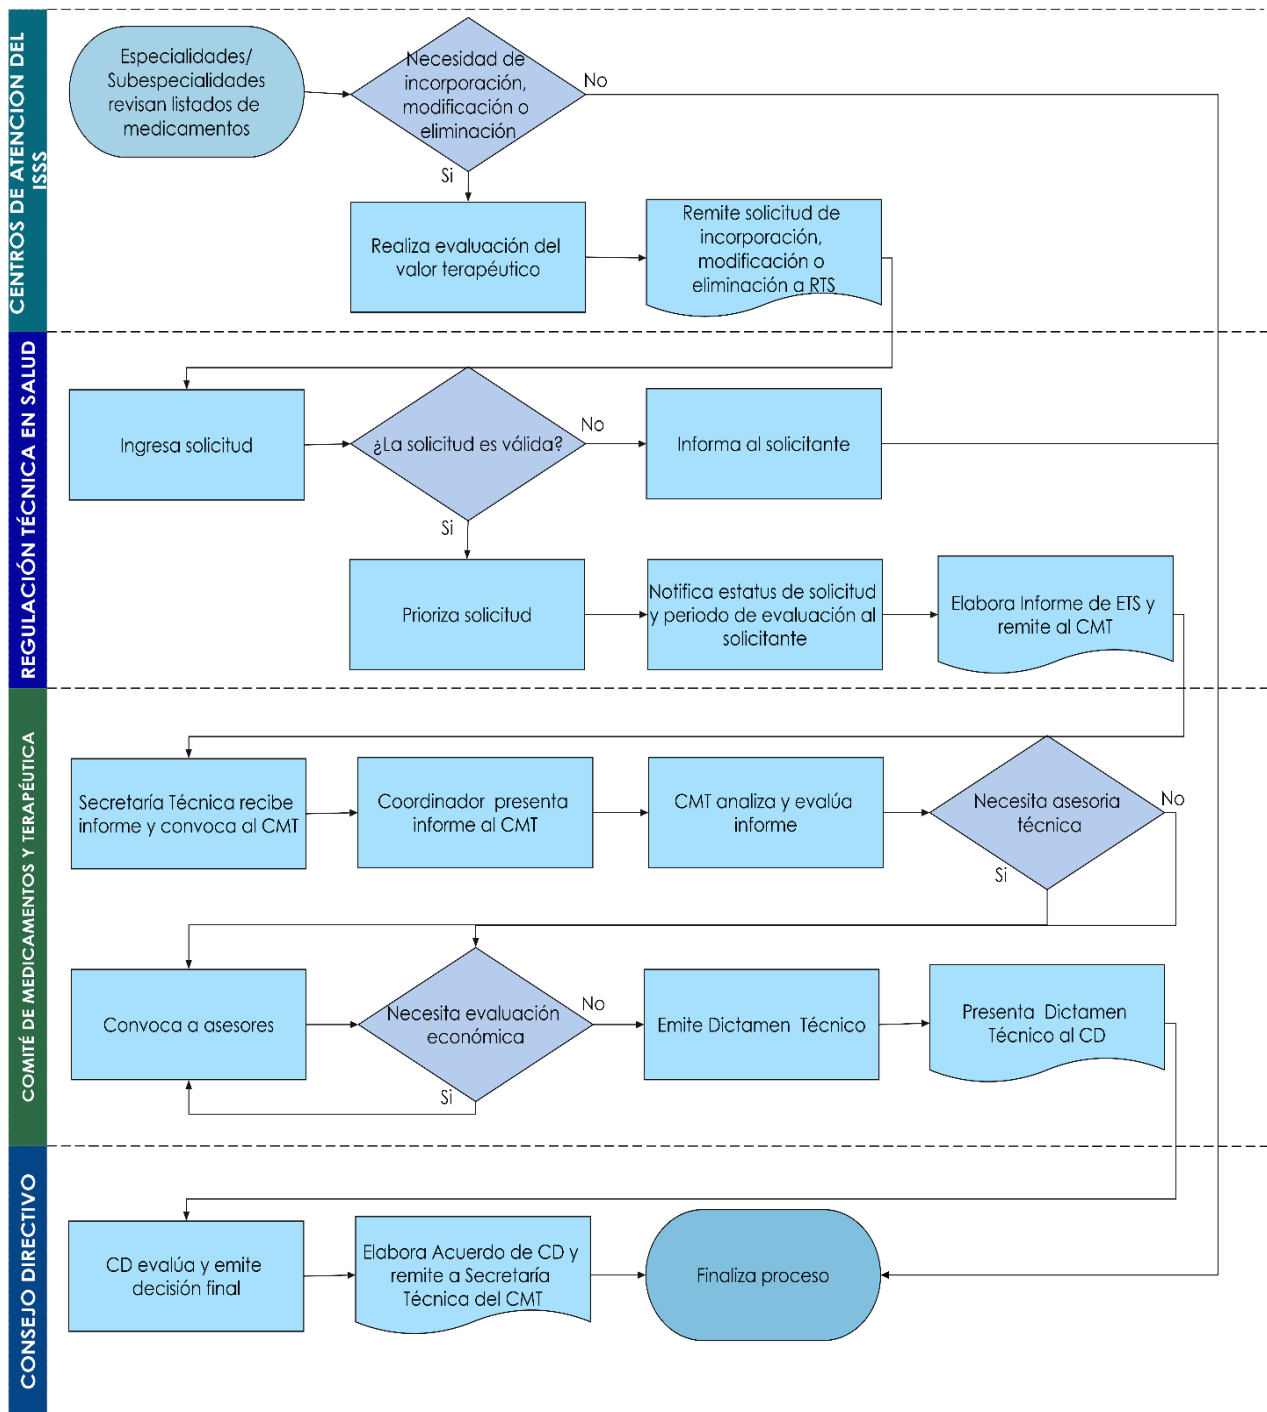 CENTROS DE ATENCIÓN DEL
ISSS
Especialidades/
Subespecialidades
revisan listados de
medicamentos
Necesidad de
incorporación,
modificación o
eliminación
No
Si
Realiza evaluación del
valor terapéutico
Remite solicitud de
incorporación,
modificación o
eliminación a RTS
REGULACIÓN TÉCNICA EN SALUD
Ingresa solicitud
¿La solicitud es válida?
No
Informa al solicitante
Si
Prioriza solicitud
Notifica estatus de solicitud
y periodo de evaluación al
solicitante
Elabora Informe de ETS y
remite al CMT
COMITÉ DE MEDICAMENTOS Y TERAPÉUTICA
Secretaría Técnica recibe
informe y convoca al CMT
Coordinador presenta
informe al CMT
CMT analiza y evalúa
informe
Necesita asesoria
técnica
No
Si
Convoca a asesores
Necesita evaluación
económica
No
Si
Emite Dictamen Técnico
Presenta Dictamen
Técnico al CD
CONSEJO DIRECTIVO
CD evalúa y emite
decisión final
Elabora Acuerdo de CD y
remite a Secretaría
Técnica del CMT
Finaliza proceso